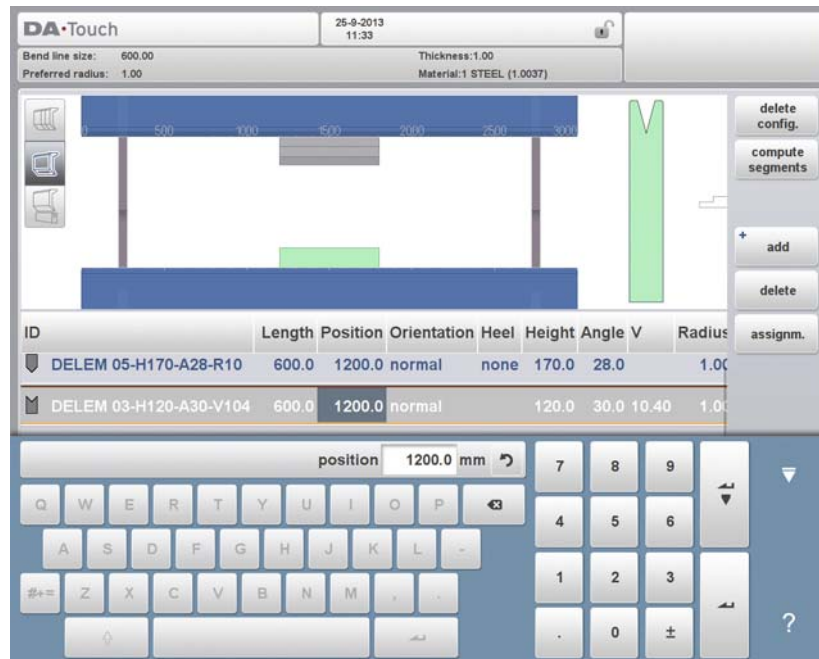 DA·Touch
25-9-2013
11:33
Bend line size: 600.00 Thickness:1.00
Preferred radius: 1.00 Material:1 STEEL (1.0037)
delete
config.
compute
segments
add
delete
assignm.
0 500 1000 1500 2000 2500 3000
ID Length Position Orientation Heel Height Angle V Radius
DELEM 05-H170-A28-R10 600.0 1200.0 normal none 170.0 28.0 1.00
DELEM 03-H120-A30-V104 600.0 1200.0 normal 120.0 30.0 10.40 1.00
position 1200.0 mm
7 8 9
Q W E R T Y U I O P
4 5 6
A S D F G H J K L -
1 2 3
#+= Z X C V B N M , .
. 0 ±
?